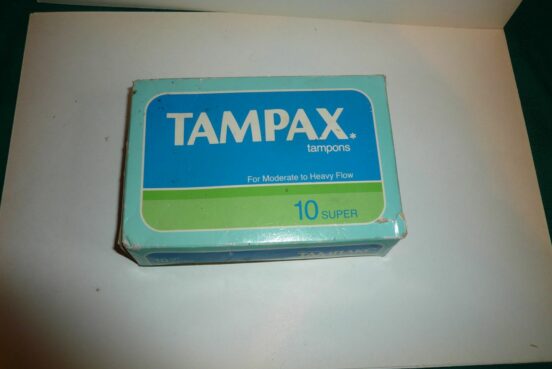 TAMPAX*
tampons
For Moderate to Heavy Flow
10 SUPER